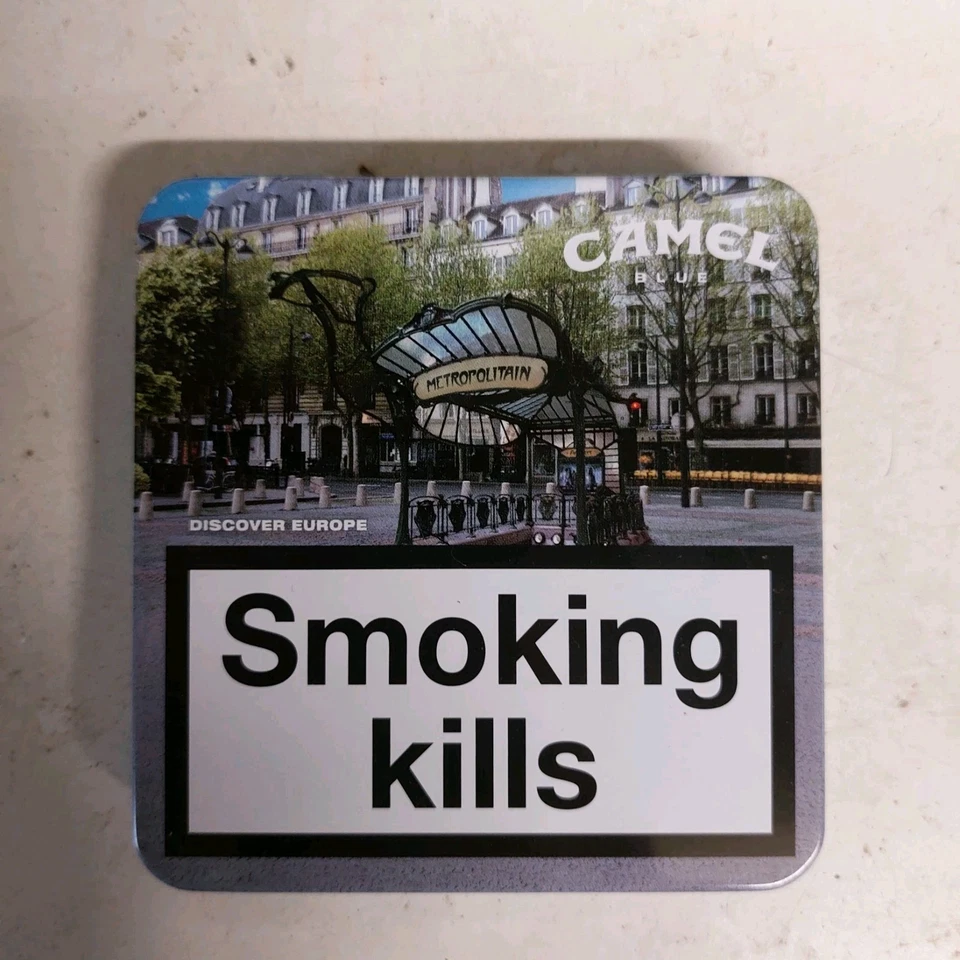 CAMEL
BLUE
METROPOLITAIN
DISCOVER EUROPE
Smoking
kills